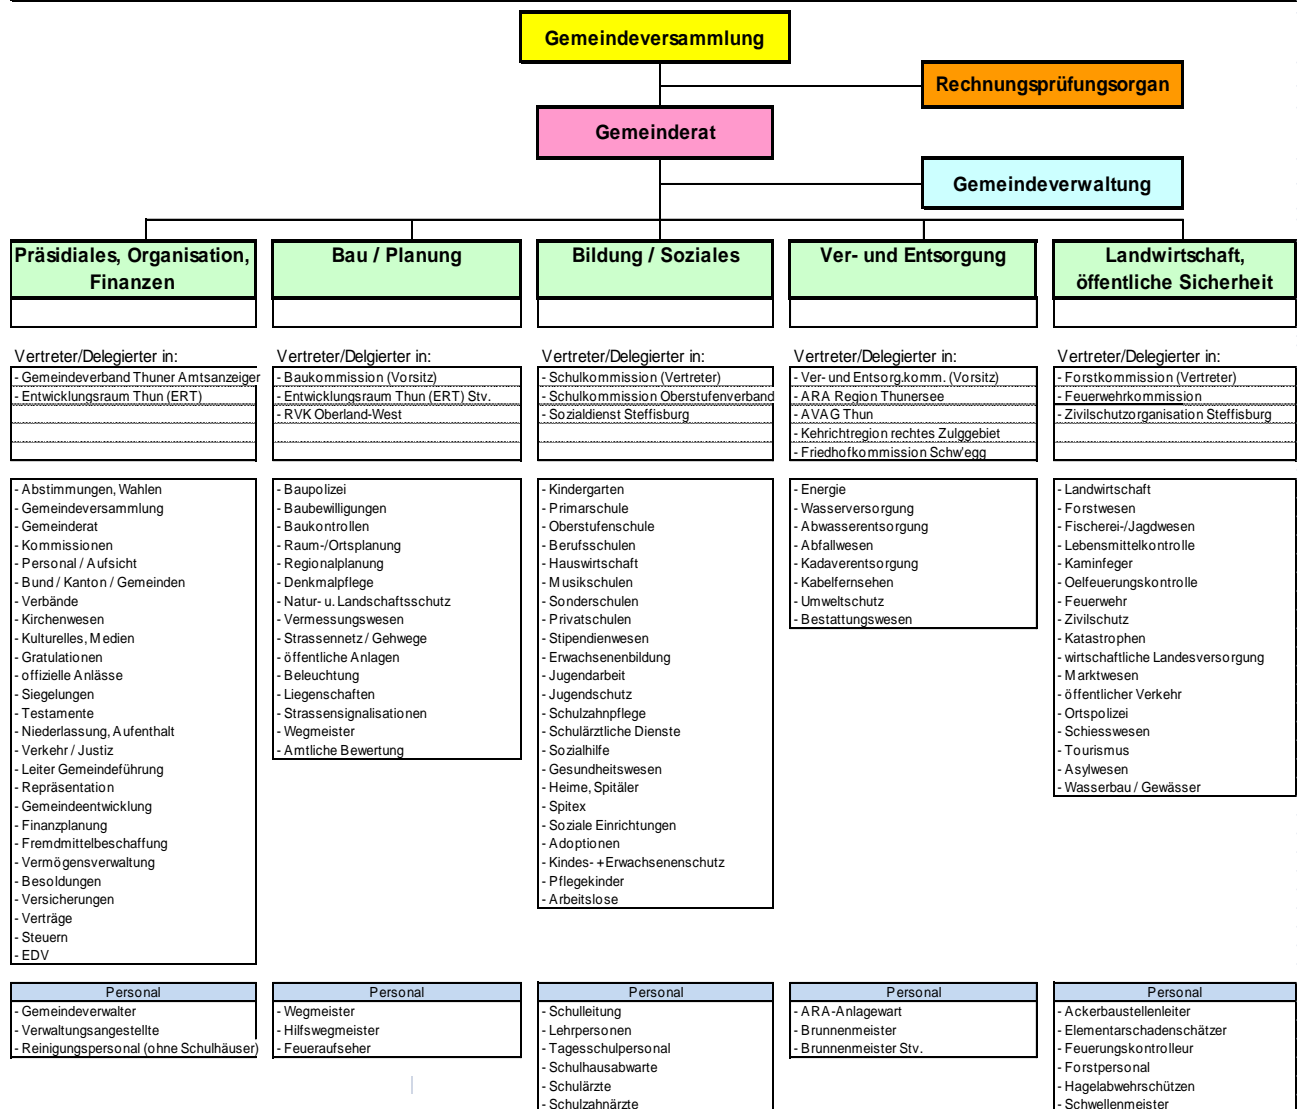 Gemeindeversammlung
Rechnungsprüfungsorgan
Gemeinderat
Gemeindeverwaltung
Präsidiales, Organisation,
Finanzen
Vertreter/Delegierter in:
- Gemeindeverband Thuner Amtsanzeiger
- Entwicklungsraum Thun (ERT)
- Abstimmungen, Wahlen
- Gemeindeversammlung
- Gemeinderat
- Kommissionen
- Personal / Aufsicht
- Bund / Kanton / Gemeinden
- Verbände
- Kirchenwesen
- Kulturelles, Medien
- Gratulationen
- offizielle Anlässe
- Siegelungen
- Testamente
- Niederlassung, Aufenthalt
- Verkehr / Justiz
- Leiter Gemeindeführung
- Repräsentation
- Gemeindeentwicklung
- Finanzplanung
- Fremdmittelbeschaffung
- Vermögensverwaltung
- Besoldungen
- Versicherungen
- Verträge
- Steuern
- EDV
Personal
- Gemeindeverwalter
- Verwaltungsangestellte
- Reinigungspersonal (ohne Schulhäuser)
Bau / Planung
Vertreter/Delgierter in:
- Baukommission (Vorsitz)
- Entwicklungsraum Thun (ERT) Stv.
- RVK Oberland-West
- Baupolizei
- Baubewilligungen
- Baukontrollen
- Raum-/Ortsplanung
- Regionalplanung
- Denkmalpflege
- Natur- u. Landschaftsschutz
- Vermessungswesen
- Strassennetz / Gehwege
- öffentliche Anlagen
- Beleuchtung
- Liegenschaften
- Strassensignalisationen
- Wegmeister
- Amtliche Bewertung
Personal
- Wegmeister
- Hilfswegmeister
- Feueraufseher
Bildung / Soziales
Vertreter/Delegierter in:
- Schulkommission (Vertreter)
- Schulkommission Oberstufenverband
- Sozialdienst Steffisburg
- Kindergarten
- Primarschule
- Oberstufenschule
- Berufsschulen
- Hauswirtschaft
- Musikschulen
- Sonderschulen
- Privatschulen
- Stipendienwesen
- Erwachsenenbildung
- Jugendarbeit
- Jugendschutz
- Schulzahnpflege
- Schulärztliche Dienste
- Sozialhilfe
- Gesundheitswesen
- Heime, Spitäler
- Spitex
- Soziale Einrichtungen
- Adoptionen
- Kindes- +Erwachsenenschutz
- Pflegekinder
- Arbeitslose
Personal
- Schulleitung
- Lehrpersonen
- Tagesschulpersonal
- Schulhausabwarte
- Schulärzte
- Schulzahnärzte
Ver- und Entsorgung
Vertreter/Delegierter in:
- Ver- und Entsorg.komm. (Vorsitz)
- ARA Region Thunersee
- AVAG Thun
- Kehrichtregion rechtes Zulggebiet
- Friedhofkommission Schw'egg
- Energie
- Wasserversorgung
- Abwasserentsorgung
- Abfallwesen
- Kadaverentsorgung
- Kabelfernsehen
- Umweltschutz
- Bestattungswesen
Personal
- ARA-Anlagewart
- Brunnenmeister
- Brunnenmeister Stv.
Landwirtschaft,
öffentliche Sicherheit
Vertreter/Delegierter in:
- Forstkommission (Vertreter)
- Feuerwehrkommission
- Zivilschutzorganisation Steffisburg
- Landwirtschaft
- Forstwesen
- Fischerei-/Jagdwesen
- Lebensmittelkontrolle
- Kaminfeger
- Oelfeuerungskontrolle
- Feuerwehr
- Zivilschutz
- Katastrophen
- wirtschaftliche Landesversorgung
- Marktwesen
- öffentlicher Verkehr
- Ortspolizei
- Schiesswesen
- Tourismus
- Asylwesen
- Wasserbau / Gewässer
Personal
- Ackerbaustellenleiter
- Elementarschadenschätzer
- Feuerungskontrolleur
- Forstpersonal
- Hagelabwehrschützen
- Schwellenmeister